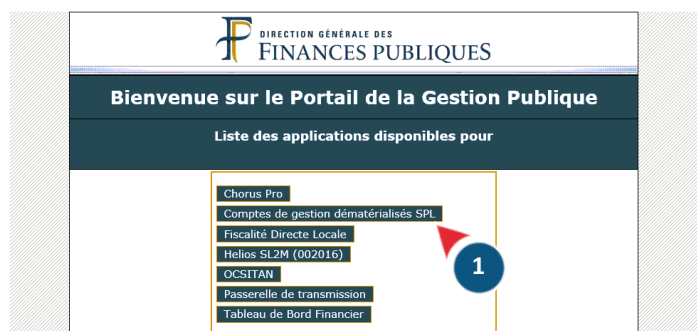 DIRECTION GÉNÉRALE DES
FINANCES PUBLIQUES
Bienvenue sur le Portail de la Gestion Publique
Liste des applications disponibles pour
Chorus Pro
Comptes de gestion dématérialisés SPL
Fiscalité Directe Locale
Helios SL2M (002016)
OCSITAN
Passerelle de transmission
Tableau de Bord Financier
1